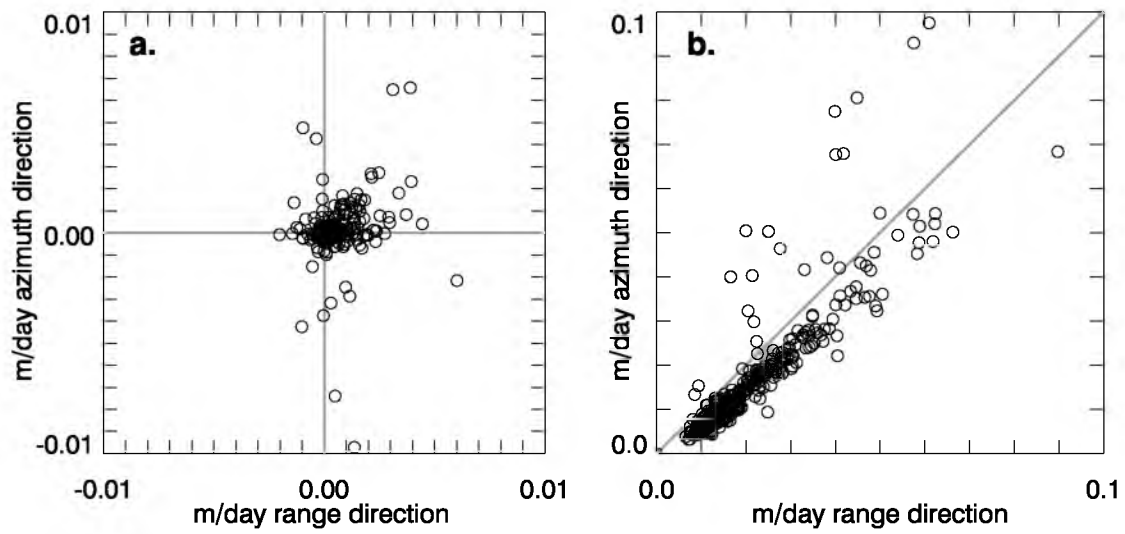 0.01
a.
m/day azimuth direction
0.00
-0.01
-0.01
0.00
0.01
m/day range direction
0.1
b.
m/day azimuth direction
0.0
0.0
0.1
m/day range direction